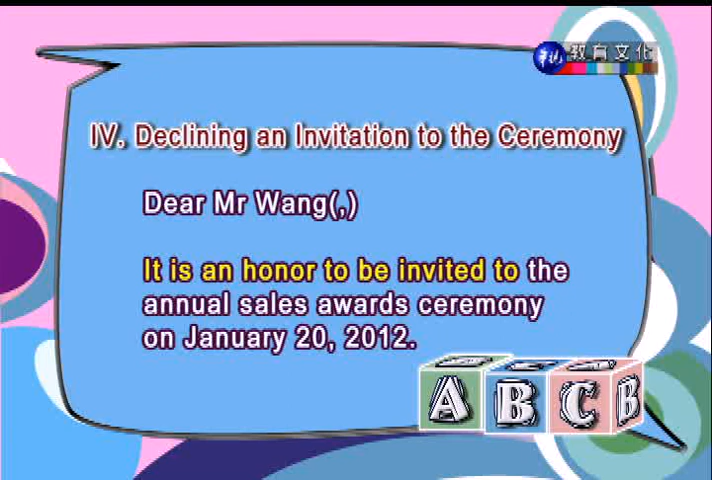 教育文化
IV. Declining an Invitation to the Ceremony
Dear Mr Wang(,)
It is an honor to be invited to the
annual sales awards ceremony
on January 20, 2012.
A B C B